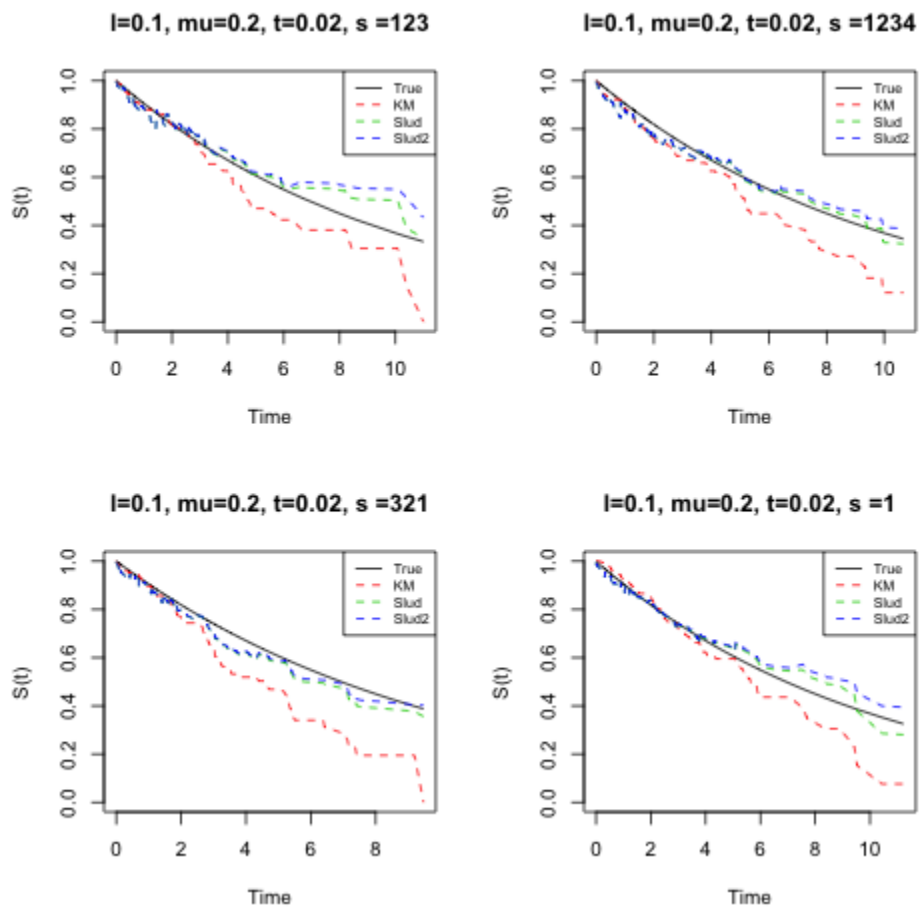 l=0.1, mu=0.2, t=0.02, s =123
S(t)
1.0
0.8
0.6
0.4
0.2
0.0
True
KM
Slud
Slud2
0 2 4 6 8 10
Time
l=0.1, mu=0.2, t=0.02, s =1234
S(t)
1.0
0.8
0.6
0.4
0.2
0.0
True
KM
Slud
Slud2
0 2 4 6 8 10
Time
l=0.1, mu=0.2, t=0.02, s =321
S(t)
1.0
0.8
0.6
0.4
0.2
0.0
True
KM
Slud
Slud2
0 2 4 6 8
Time
l=0.1, mu=0.2, t=0.02, s =1
S(t)
1.0
0.8
0.6
0.4
0.2
0.0
True
KM
Slud
Slud2
0 2 4 6 8 10
Time